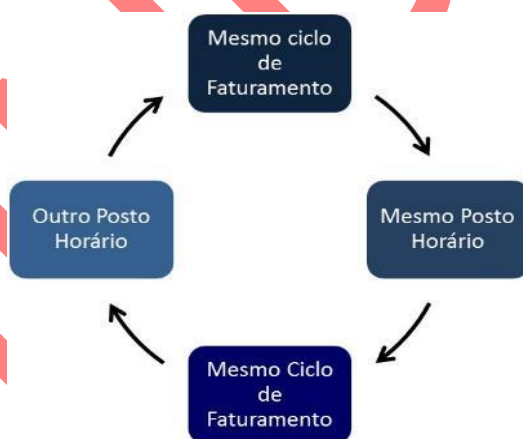 Mesmo ciclo
de
Faturamento
Outro Posto
Horário
Mesmo Posto
Horário
Mesmo Ciclo
de
Faturamento